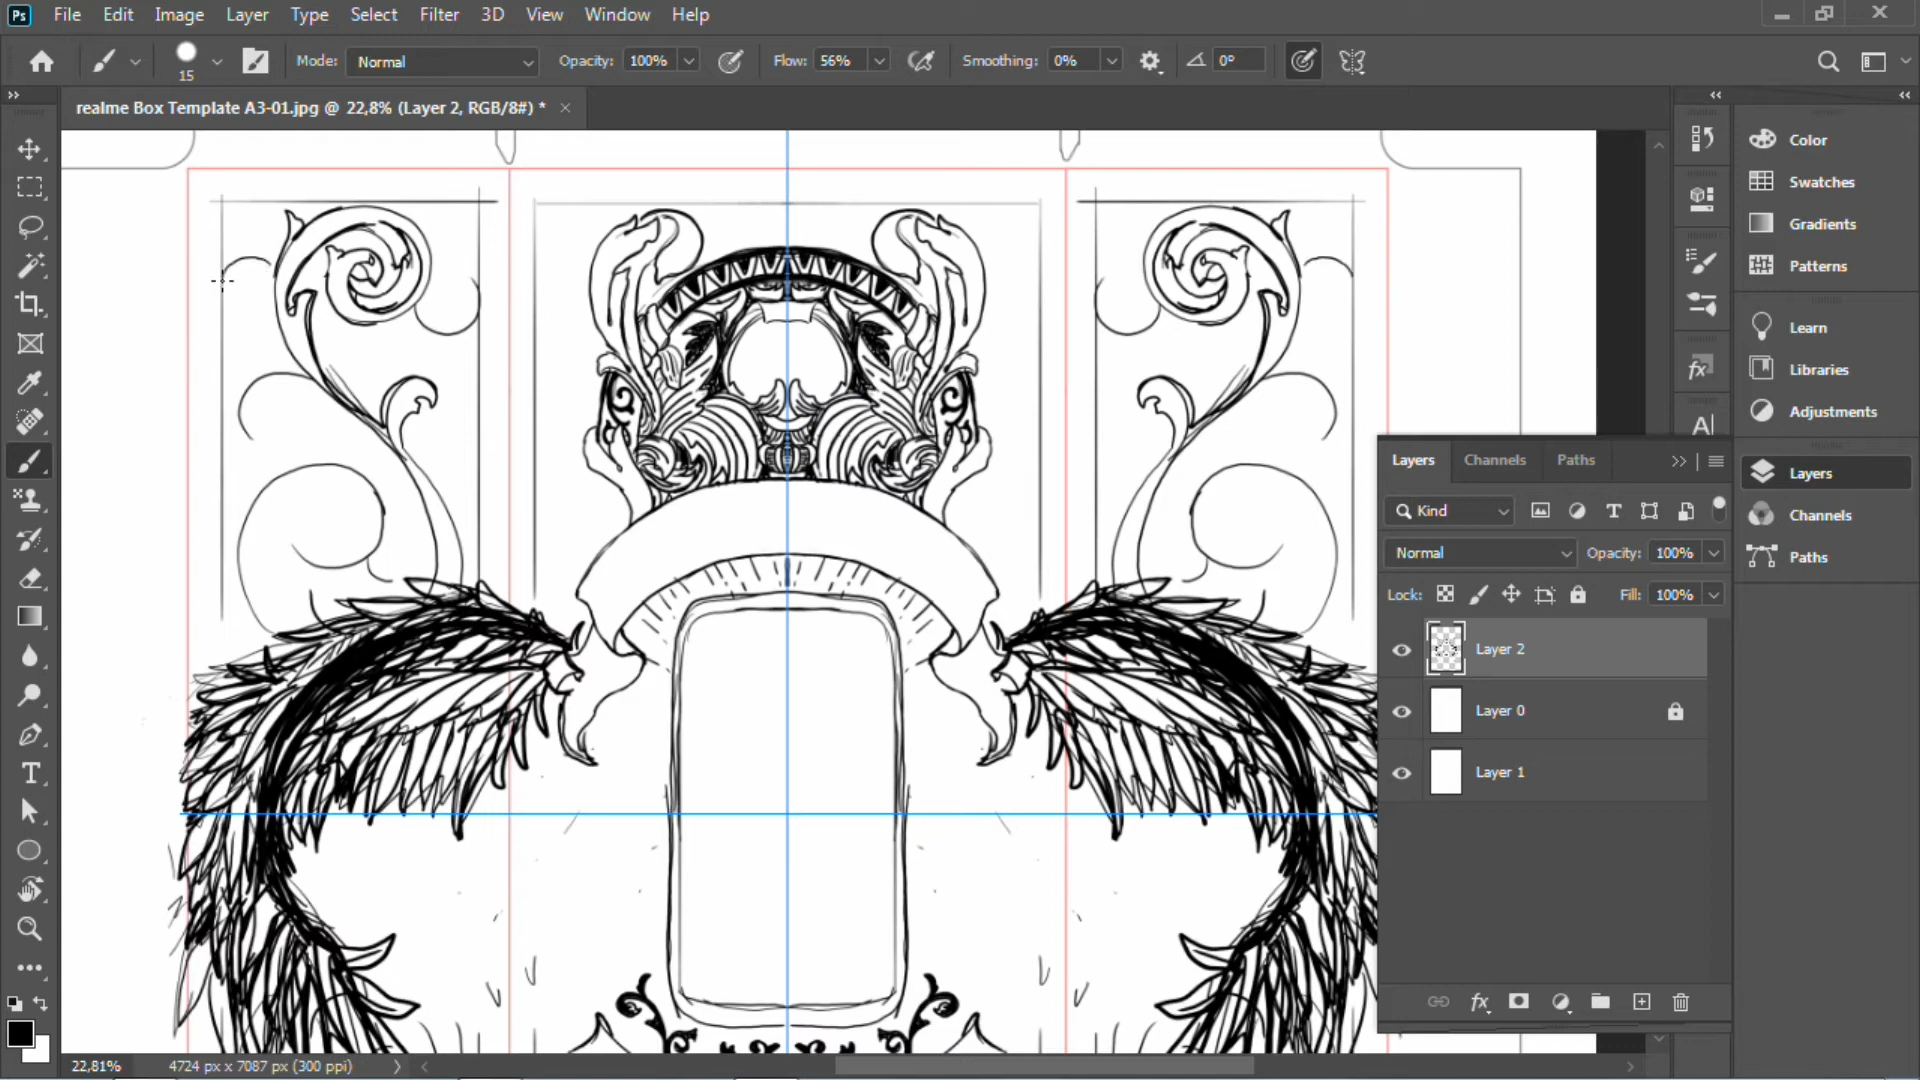 Ps File Edit Image Layer Type Select Filter 3D View Window Help
15 Mode: Normal Opacity: 100% Flow: 56% Smoothing: 0% 0°
realme Box Template A3-01.jpg @ 22,8% (Layer 2, RGB/8#) *
Color
Swatches
Gradients
Patterns
Learn
Libraries
Adjustments
Layers
Channels
Paths
Layers Channels Paths
Kind
Normal Opacity: 100%
Lock: Fill: 100%
Layer 2
Layer 0
Layer 1
fx
22,81% 4724 px x 7087 px (300 ppi)